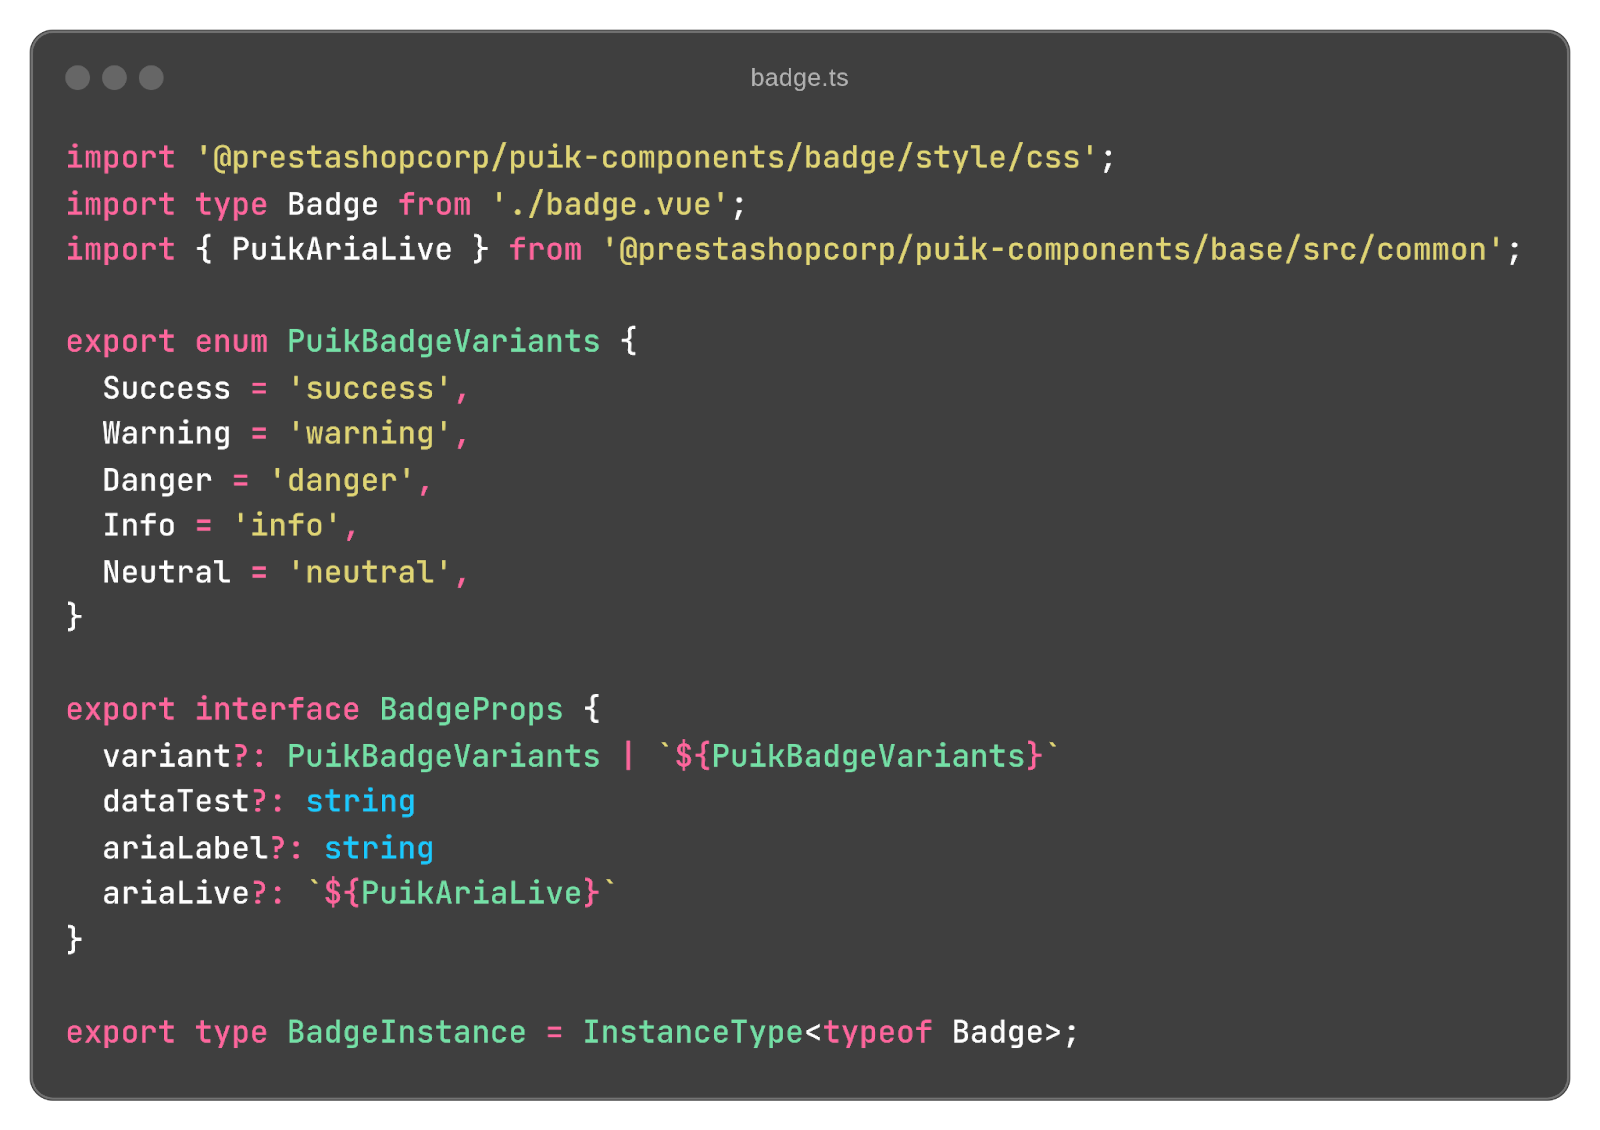 badge.ts
import '@prestashopcorp/puik-components/badge/style/css';
import type Badge from './badge.vue';
import { PuikAriaLive } from '@prestashopcorp/puik-components/base/src/common';
export enum PuikBadgeVariants {
  Success = 'success',
  Warning = 'warning',
  Danger = 'danger',
  Info = 'info',
  Neutral = 'neutral',
}
export interface BadgeProps {
  variant?: PuikBadgeVariants | `${PuikBadgeVariants}`
  dataTest?: string
  ariaLabel?: string
  ariaLive?: `${PuikAriaLive}`
}
export type BadgeInstance = InstanceType<typeof Badge>;